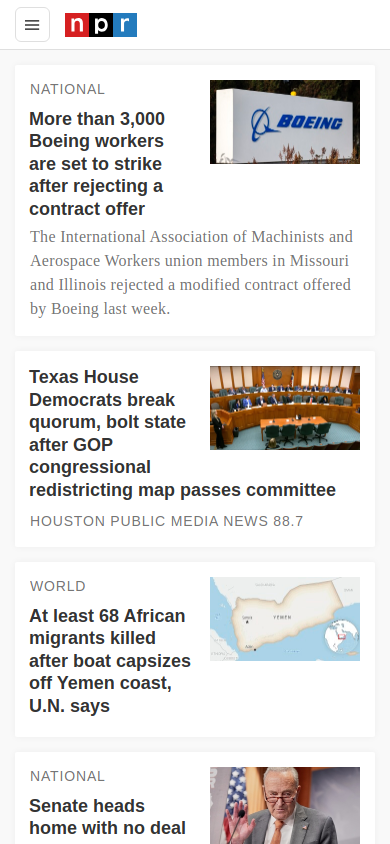 npr
NATIONAL
More than 3,000
Boeing workers
are set to strike
after rejecting a
contract offer
BOEING
The International Association of Machinists and
Aerospace Workers union members in Missouri
and Illinois rejected a modified contract offered
by Boeing last week.
Texas House
Democrats break
quorum, bolt state
after GOP
congressional
redistricting map passes committee
HOUSTON PUBLIC MEDIA NEWS 88.7
WORLD
At least 68 African
migrants killed
after boat capsizes
off Yemen coast,
U.N. says
YEMEN
NATIONAL
Senate heads
home with no deal